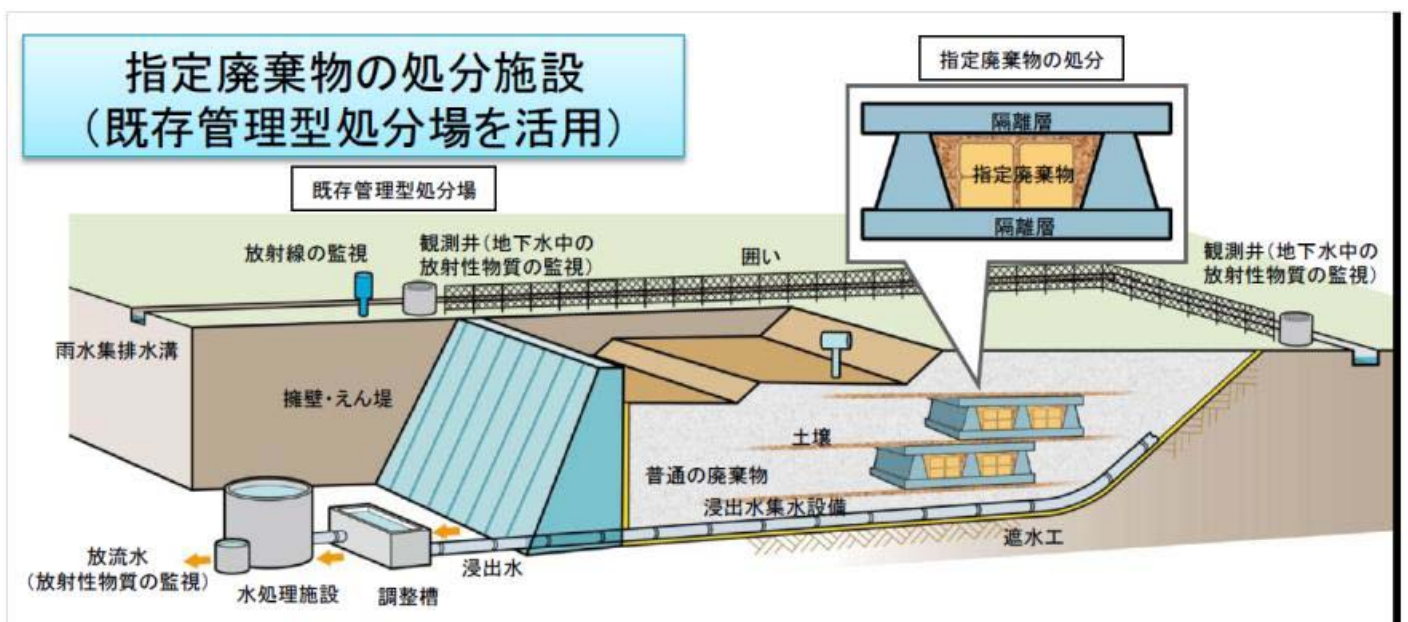 指定廃棄物の処分施設
（既存管理型処分場を活用）
指定廃棄物の処分
隔離層
指定廃棄物
隔離層
既存管理型処分場
放射線の監視
観測井（地下水中の
放射性物質の監視）
囲い
観測井（地下水中の
放射性物質の監視）
雨水集排水溝
擁壁・えん堤
土壌
普通の廃棄物
浸出水集水設備
遮水工
放流水
（放射性物質の監視）
水処理施設
調整槽
浸出水